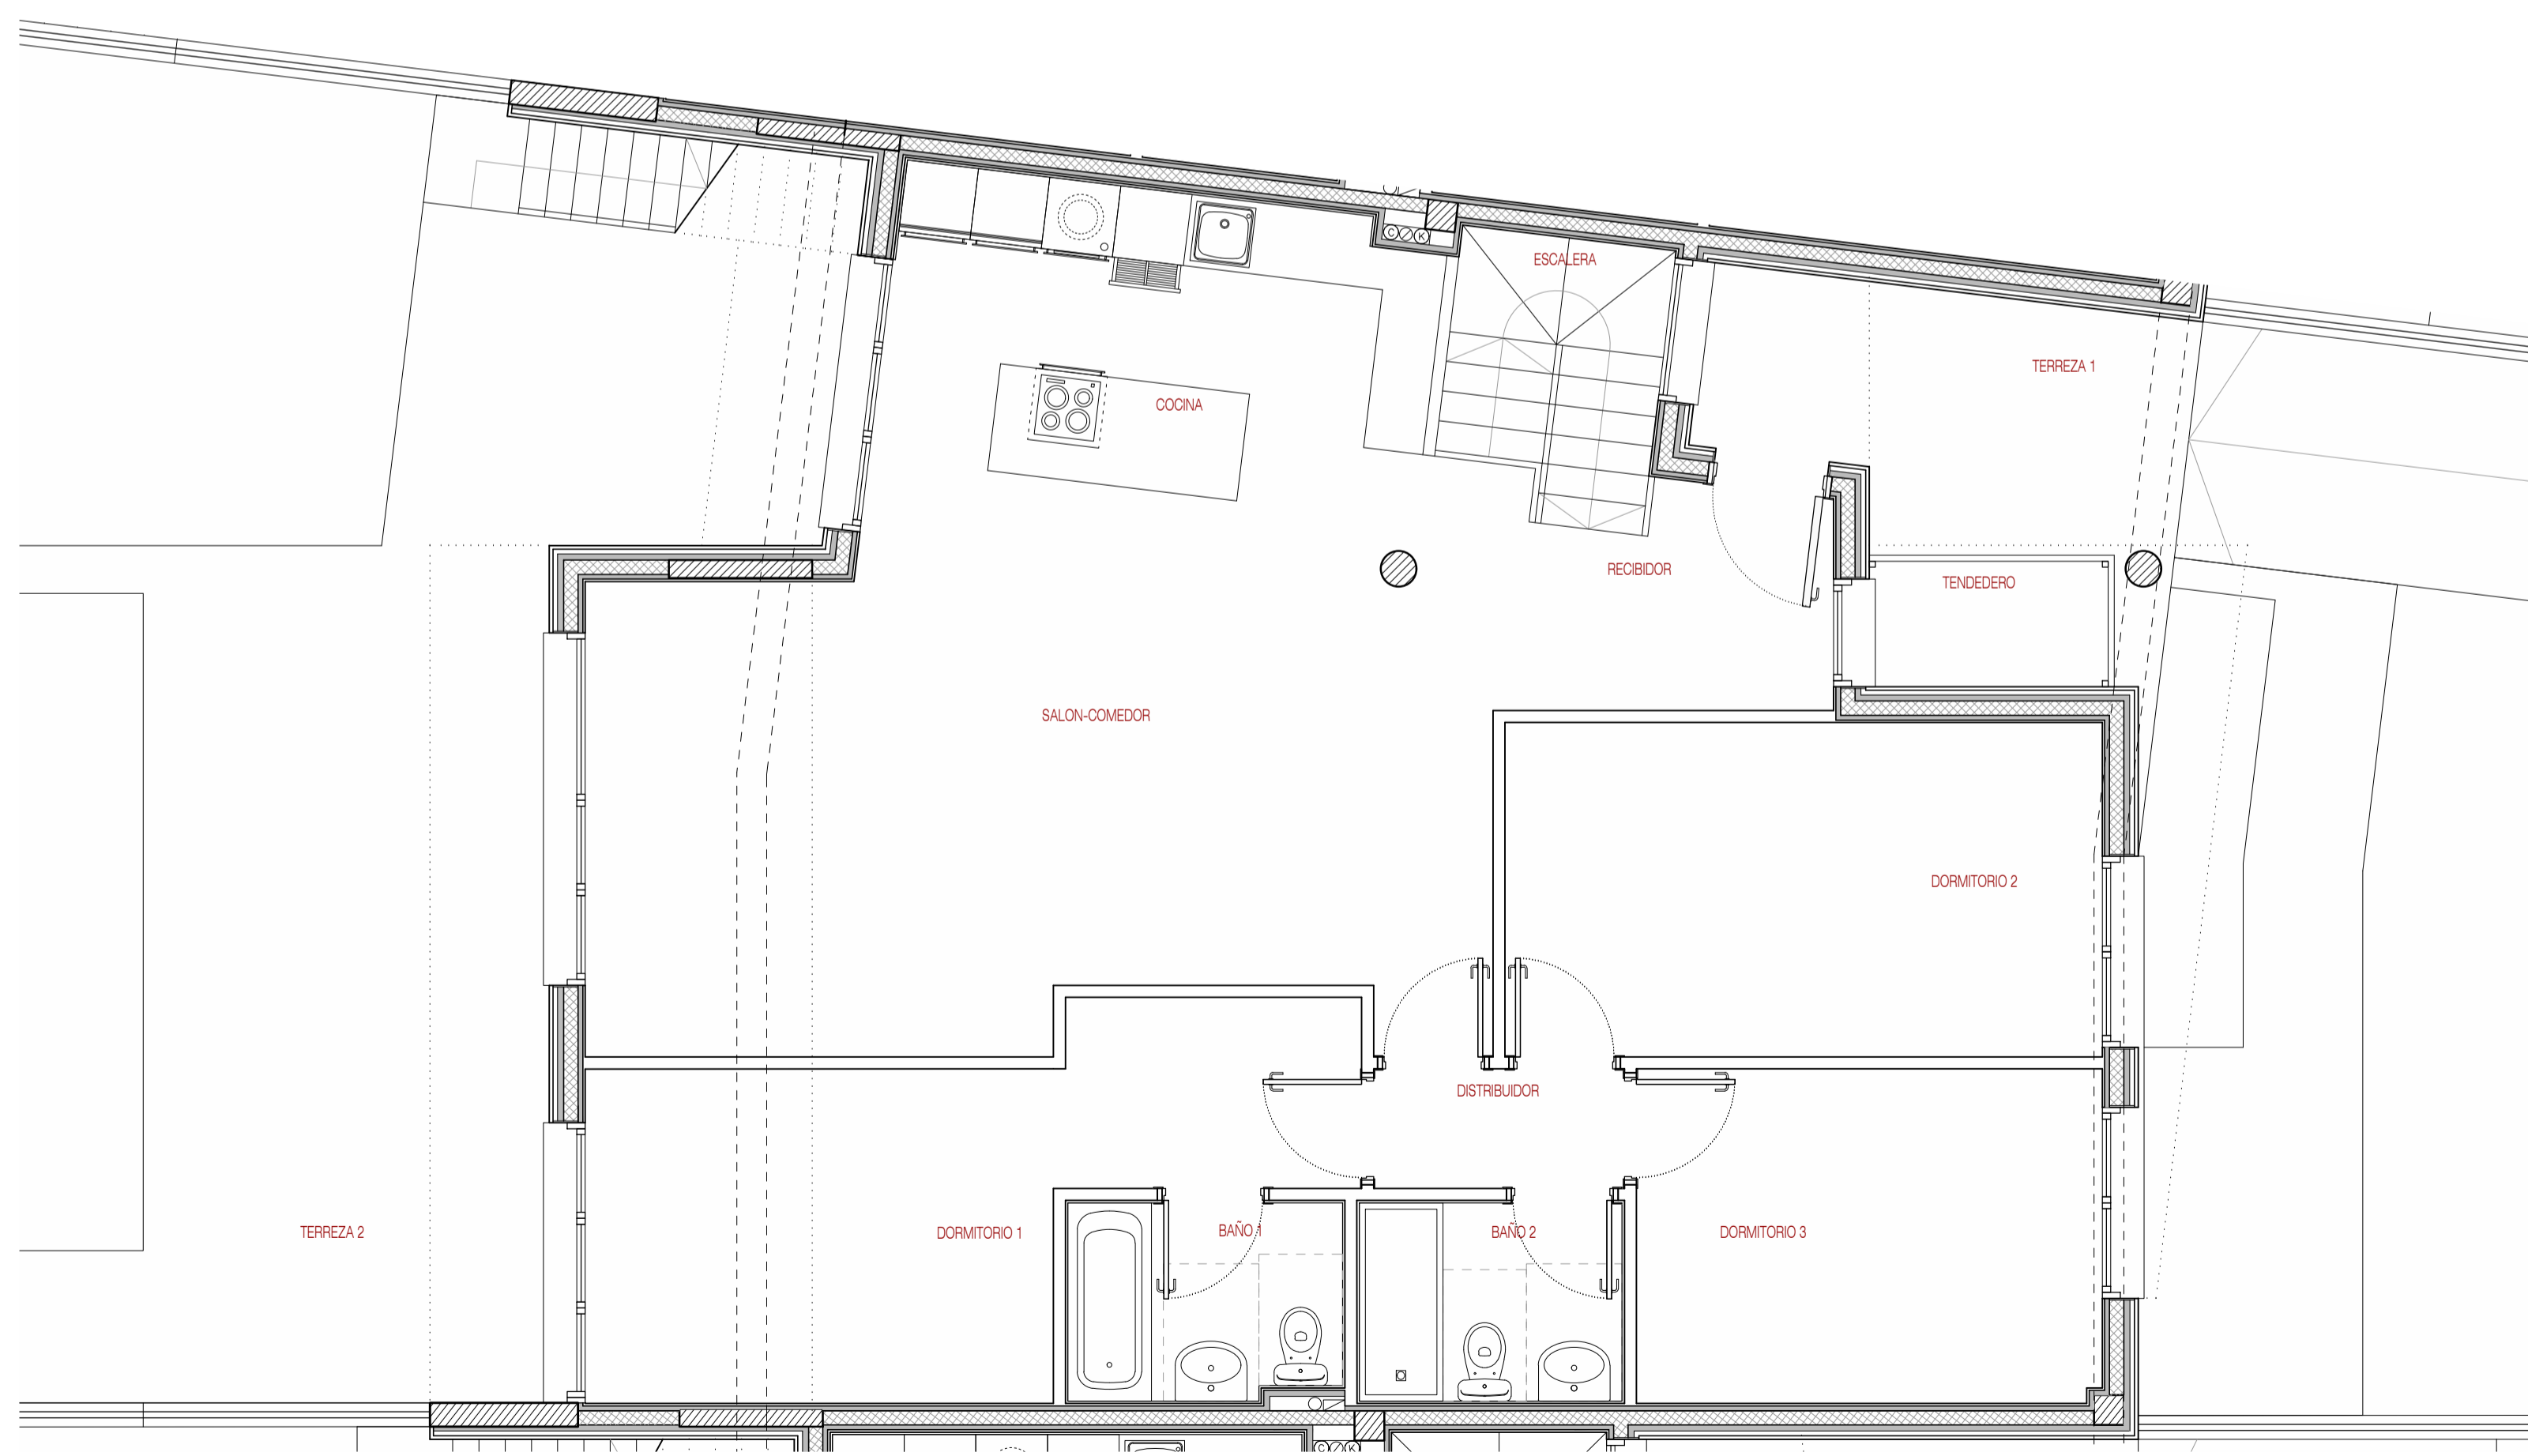 C K
ESCALERA
TERREZA 1
COCINA
RECIBIDOR
TENDEDERO
SALON-COMEDOR
DORMITORIO 2
DISTRIBUIDOR
TERREZA 2
DORMITORIO 1
BAÑO 1
BAÑO 2
DORMITORIO 3
C K